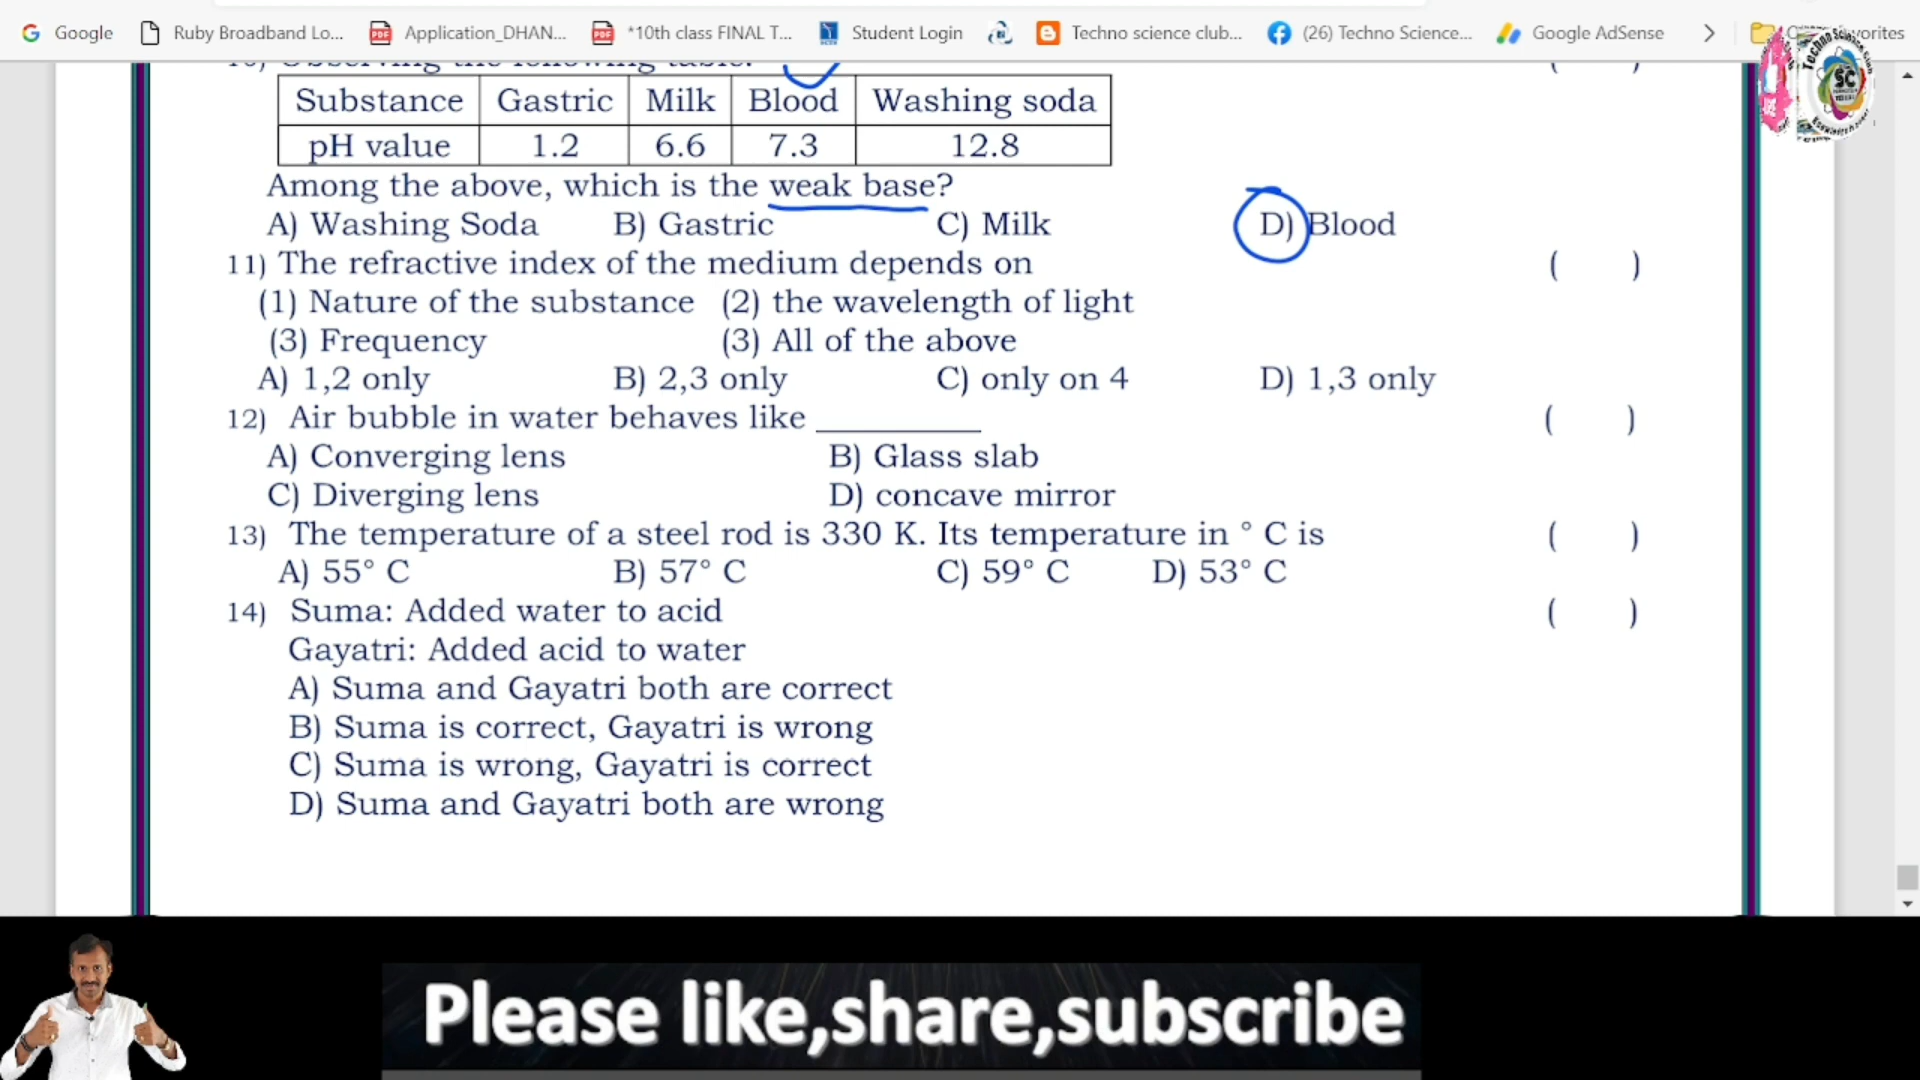 Google Ruby Broadband Lo... Application_DHAN... *10th class FINAL T... Student Login Techno science club... (26) Techno Science... Google AdSense
10) Observing the following table. ( )
Substance Gastric Milk Blood Washing soda
pH value 1.2 6.6 7.3 12.8
Among the above, which is the weak base?
A) Washing Soda B) Gastric C) Milk D) Blood
11) The refractive index of the medium depends on ( )
(1) Nature of the substance (2) the wavelength of light
(3) Frequency (3) All of the above
A) 1,2 only B) 2,3 only C) only on 4 D) 1,3 only
12) Air bubble in water behaves like __________ ( )
A) Converging lens B) Glass slab
C) Diverging lens D) concave mirror
13) The temperature of a steel rod is 330 K. Its temperature in ° C is ( )
A) 55° C B) 57° C C) 59° C D) 53° C
14) Suma: Added water to acid ( )
Gayatri: Added acid to water
A) Suma and Gayatri both are correct
B) Suma is correct, Gayatri is wrong
C) Suma is wrong, Gayatri is correct
D) Suma and Gayatri both are wrong
Please like,share,subscribe